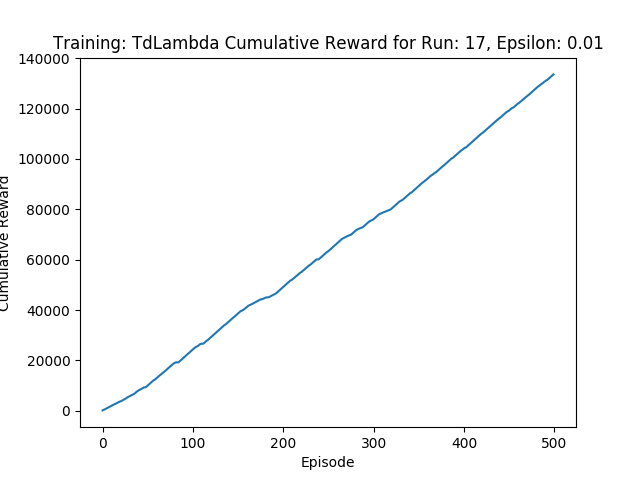 Training: TdLambda Cumulative Reward for Run: 17, Epsilon: 0.01
140000
120000
100000
80000
60000
40000
20000
0
Cumulative Reward
0 100 200 300 400 500
Episode